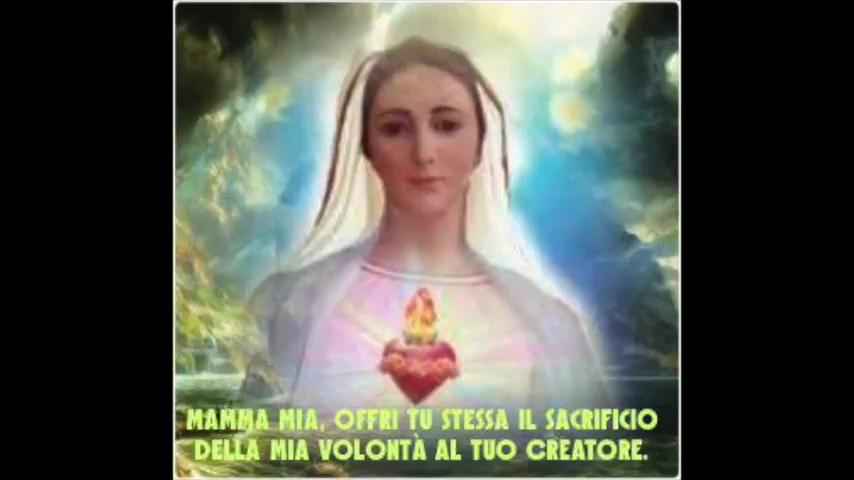 MAMMA MIA, OFFRI TU STESSA IL SACRIFICIO
DELLA MIA VOLONTÀ AL TUO CREATORE.